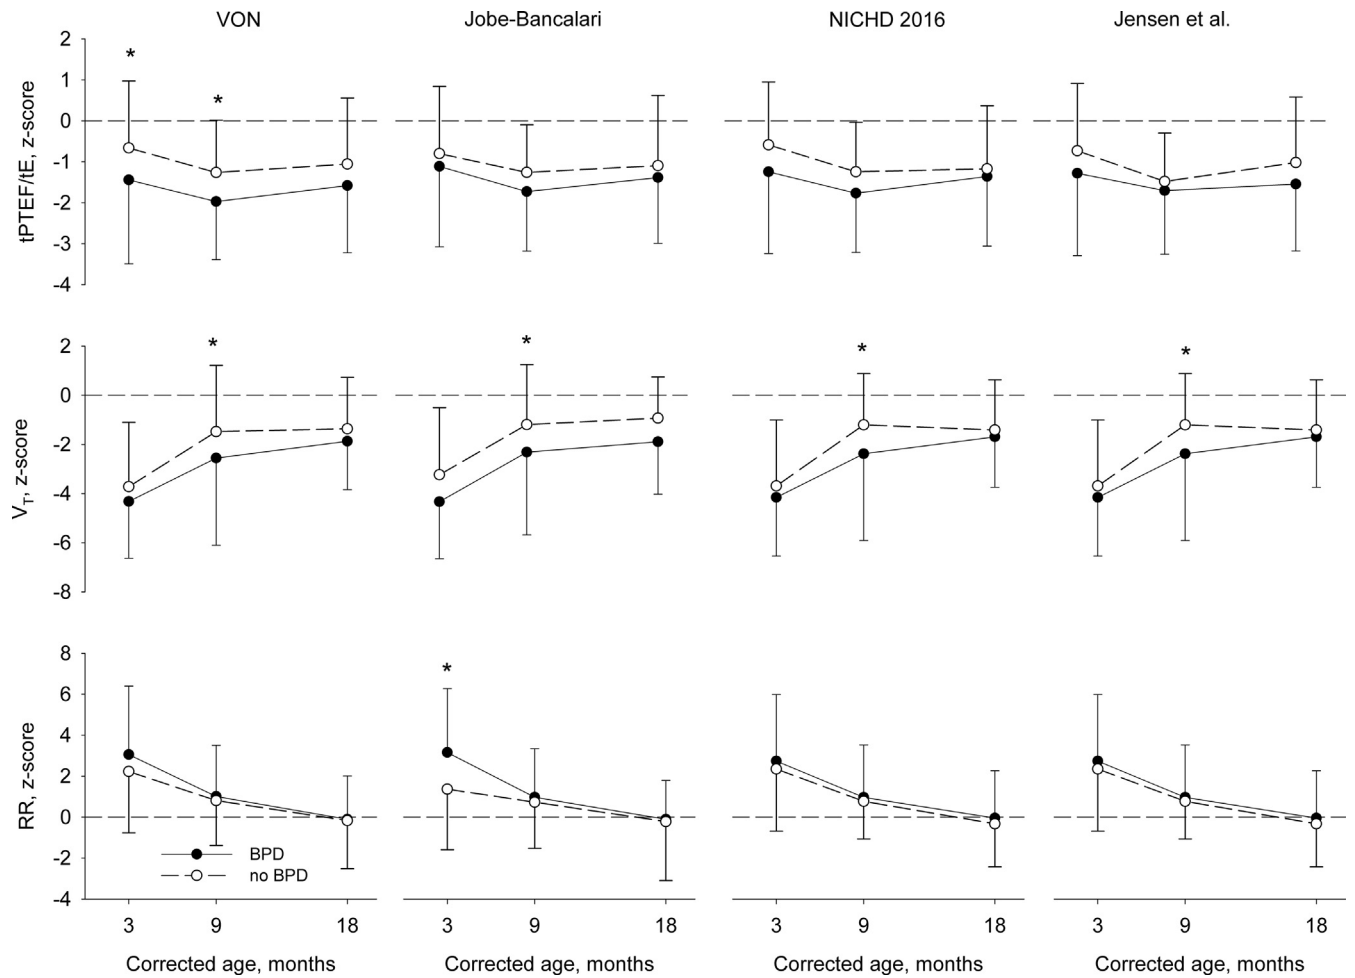 VON Jobe-Bancalari NICHD 2016 Jensen et al.
tPTEF/tE, z-score
2
*
1
*
0
-1
-2
-3
-4
V_T, z-score
2
* * * *
0
-2
-4
-6
-8
RR, z-score
8
*
6
4
2
0
-2
-4
BPD
no BPD
3 9 18 3 9 18 3 9 18 3 9 18
Corrected age, months Corrected age, months Corrected age, months Corrected age, months